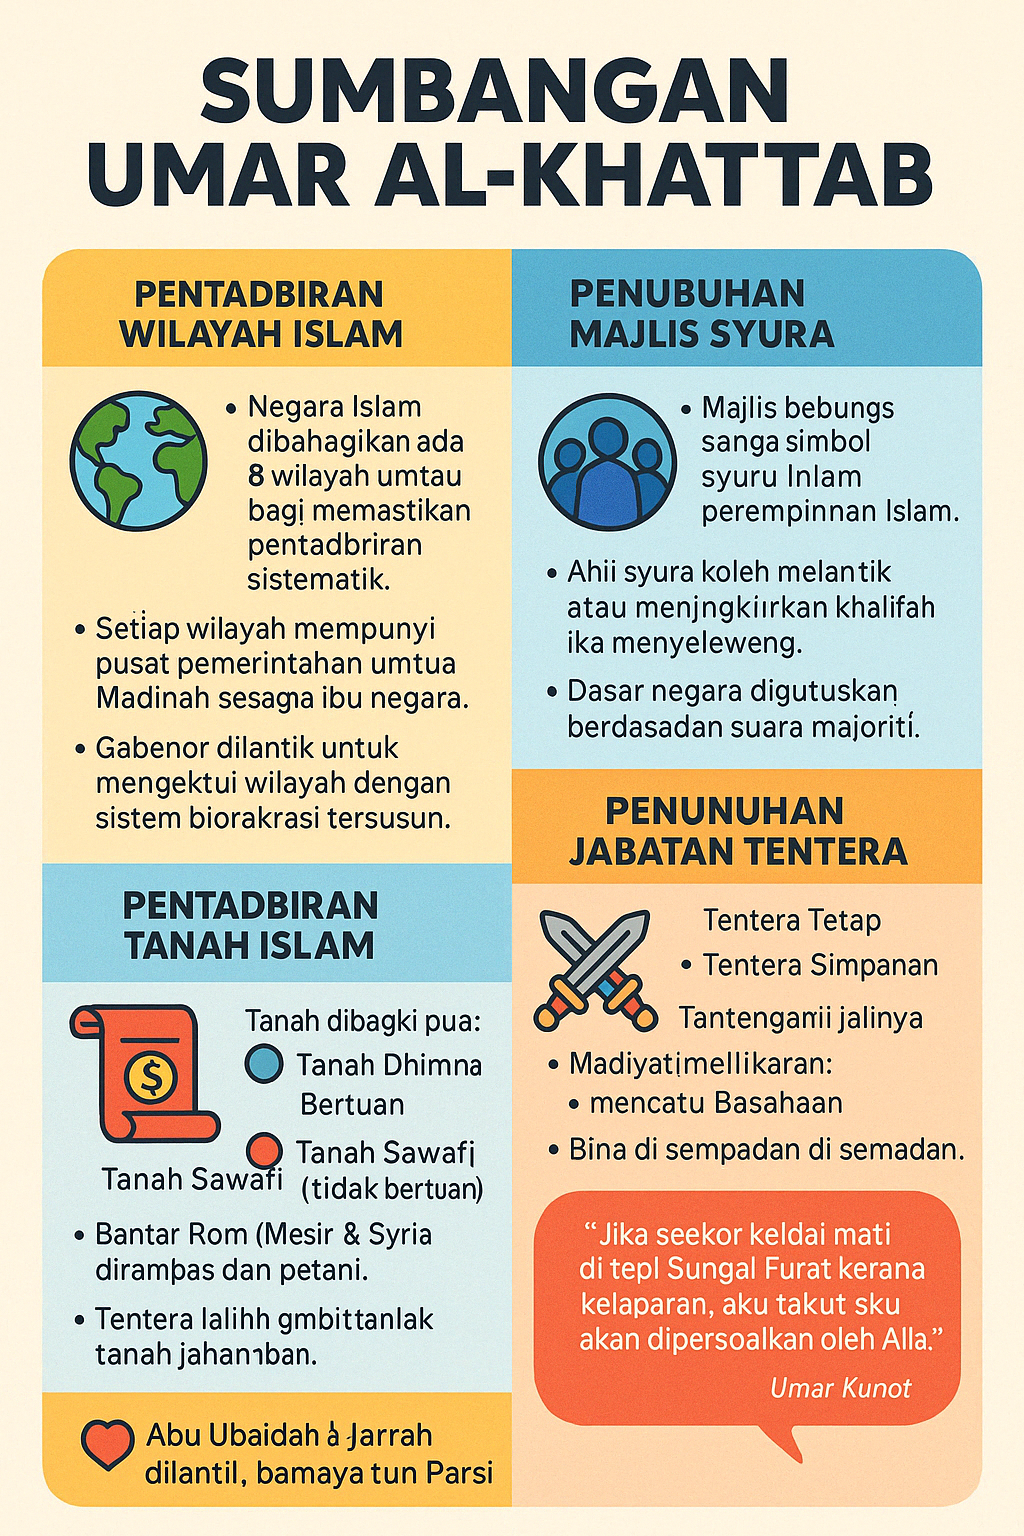 SUMBANGAN
UMAR AL-KHATTAB
PENTADBIRAN
WILAYAH ISLAM
• Negara Islam
dibahagikan ada
8 wilayah umtau
bagi memastikan
pentadbriran
sistematik.
• Setiap wilayah mempunyi
pusat pemerintahan umtua
Madinah sesagna ibu negara.
• Gabenor dilantik untuk
mengektui wilayah dengan
sistem biorakrasi tersusun.
PENTADBIRAN
TANAH ISLAM
Tanah dibagki pua:
Tanah Dhimna
Bertuan
Tanah Sawafi
Tanah Sawafi
(tidak bertuan)
• Bantar Rom (Mesir & Syria
dirampas dan petani.
• Tentera lalihh gmbittanlak
tanah
Abu Ubaidah à Jarrah
dilantil, bamaya tun Parsi
PENUBUHAN
MAJLIS SYURA
• Majlis bebungs
sanga simbol
syuru Inlam
perempinnan Islam.
• Ahii syura koleh melantik
atau menjngkiırkan khalifah
ika menyeleweng.
• Dasar negara digutuskan
berdasadan suara majoriti.
PENUNUHAN
JABATAN TENTERA
Tentera Tetap
• Tentera Simpanan
Tantengarıii jalinya
• Madiyatimellikaran:
• mencatu Basahaan
• Bina di sempadan di semadan.
“Jika seekor keldai mati
di tepl Sungal Furat kerana
kelaparan, aku takut sku
akan dipersoalkan oleh Alla.”
Umar Kunot